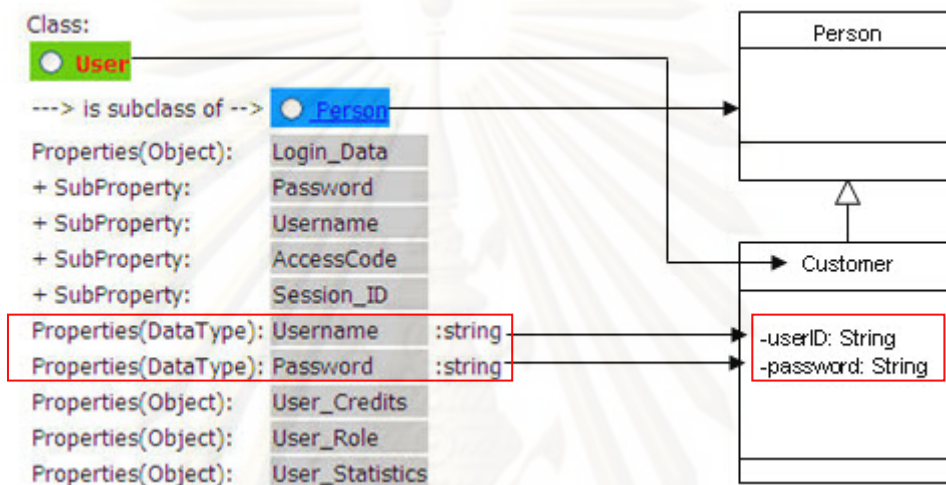 Class:
User
---> is subclass of --> Person
Properties(Object): Login_Data
+ SubProperty: Password
+ SubProperty: Username
+ SubProperty: AccessCode
+ SubProperty: Session_ID
Properties(DataType): Username :string
Properties(DataType): Password :string
Properties(Object): User_Credits
Properties(Object): User_Role
Properties(Object): User_Statistics
Person
Customer
-userID: String
-password: String